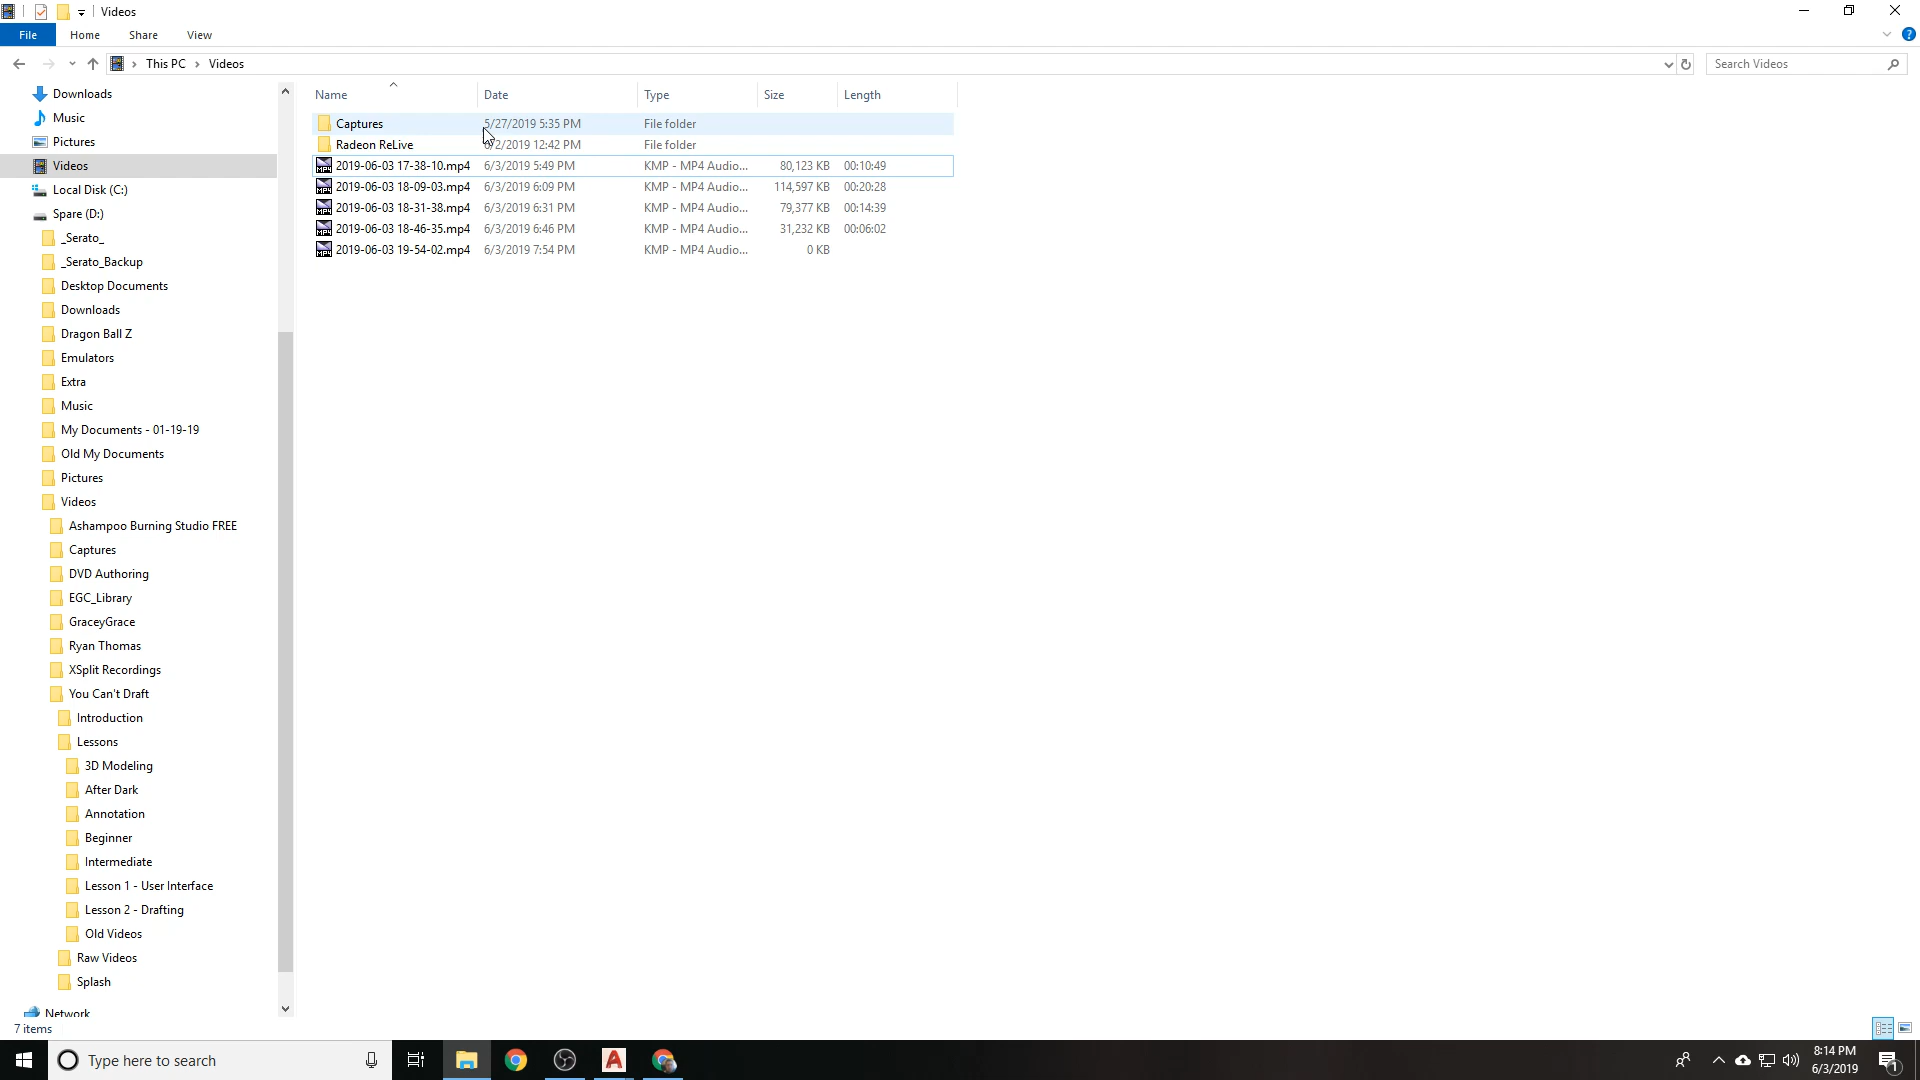 Videos
File Home Share View
This PC Videos Search Videos
Downloads
Music
Pictures
Videos
Local Disk (C:)
Spare (D:)
_Serato_
_Serato_Backup
Desktop Documents
Downloads
Dragon Ball Z
Emulators
Extra
Music
My Documents - 01-19-19
Old My Documents
Pictures
Videos
Ashampoo Burning Studio FREE
Captures
DVD Authoring
EGC_Library
GraceyGrace
Ryan Thomas
XSplit Recordings
You Can't Draft
Introduction
Lessons
3D Modeling
After Dark
Annotation
Beginner
Intermediate
Lesson 1 - User Interface
Lesson 2 - Drafting
Old Videos
Raw Videos
Splash
Network
Name Date Type Size Length
Captures 5/27/2019 5:35 PM File folder
Radeon ReLive 6/2/2019 12:42 PM File folder
2019-06-03 17-38-10.mp4 6/3/2019 5:49 PM KMP - MP4 Audio... 80,123 KB 00:10:49
2019-06-03 18-09-03.mp4 6/3/2019 6:09 PM KMP - MP4 Audio... 114,597 KB 00:20:28
2019-06-03 18-31-38.mp4 6/3/2019 6:31 PM KMP - MP4 Audio... 79,377 KB 00:14:39
2019-06-03 18-46-35.mp4 6/3/2019 6:46 PM KMP - MP4 Audio... 31,232 KB 00:06:02
2019-06-03 19-54-02.mp4 6/3/2019 7:54 PM KMP - MP4 Audio... 0 KB
7 items
Type here to search
8:14 PM
6/3/2019
1